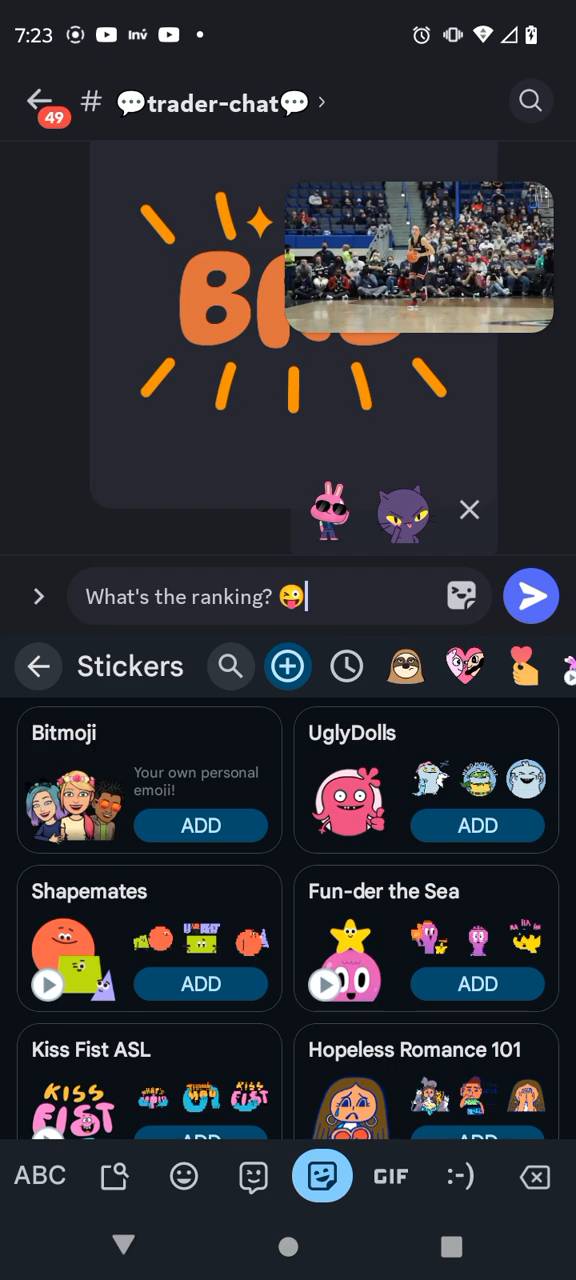 7:23
INV
49
# 💬trader-chat💬 ›
What's the ranking? 😜
Stickers
Bitmoji
Your own personal
emoji!
ADD
UglyDolls
ADD
Shapemates
ADD
Fun-der the Sea
ADD
Kiss Fist ASL
KISS
FIST
Hopeless Romance 101
ABC
GIF
:-)